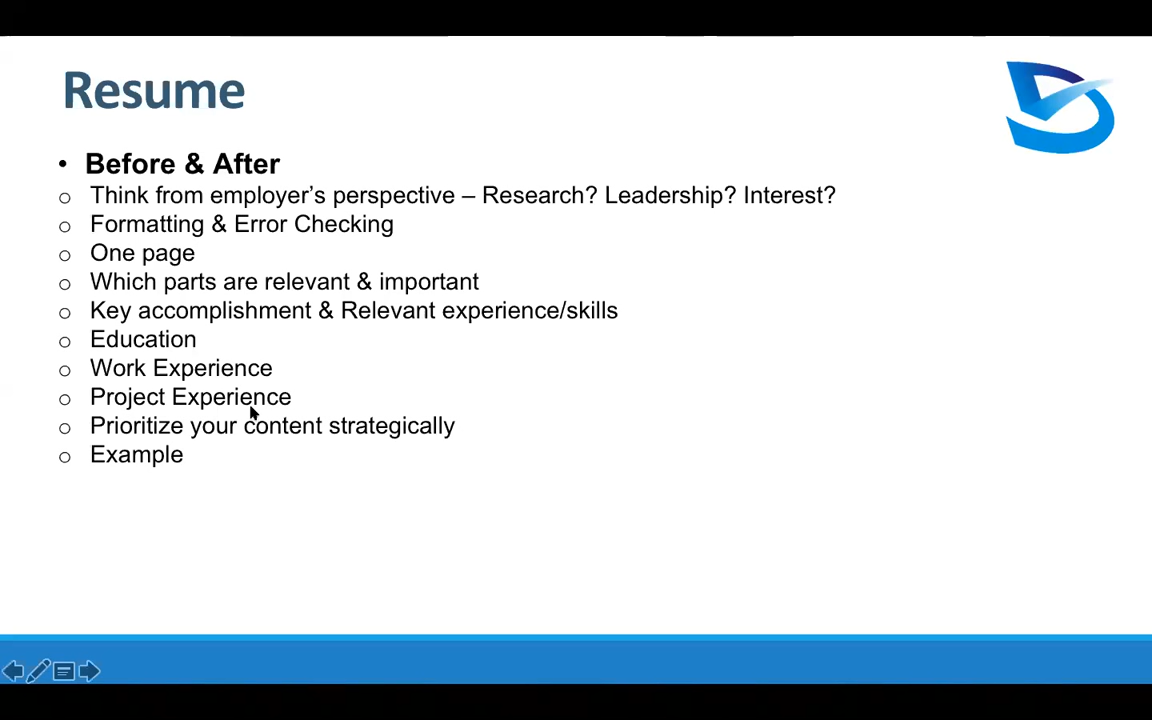 Resume
• Before & After
o Think from employer’s perspective – Research? Leadership? Interest?
o Formatting & Error Checking
o One page
o Which parts are relevant & important
o Key accomplishment & Relevant experience/skills
o Education
o Work Experience
o Project Experience
o Prioritize your content strategically
o Example